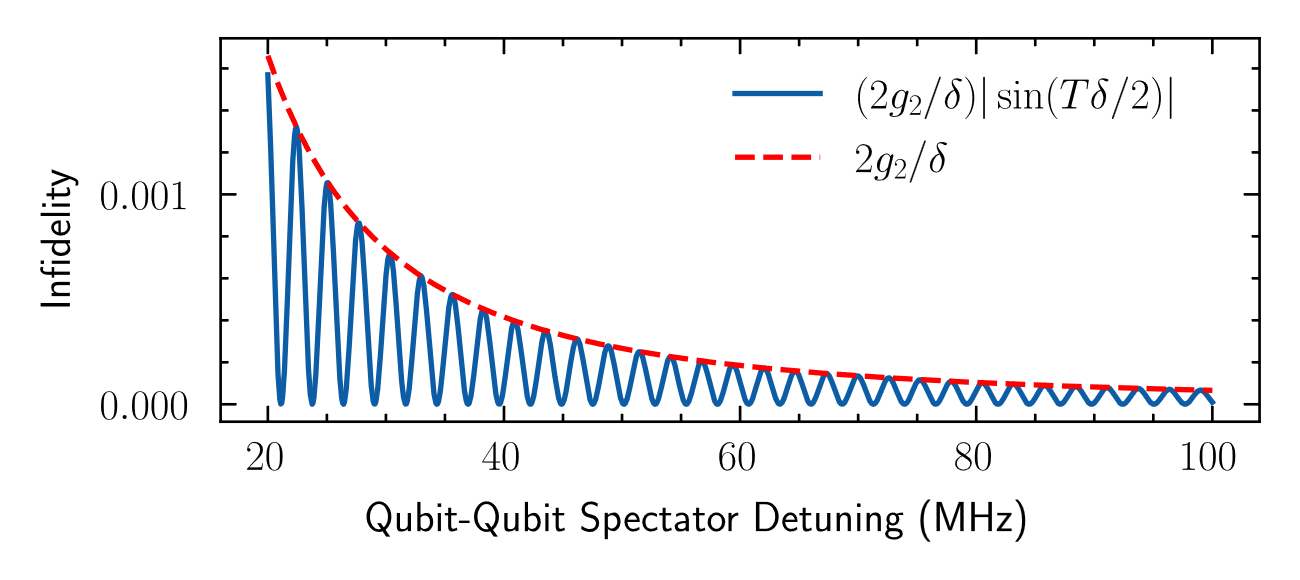 (2g₂/δ)| sin(Tδ/2)|
2g₂/δ
Infidelity
0.001
0.000
20 40 60 80 100
Qubit-Qubit Spectator Detuning (MHz)